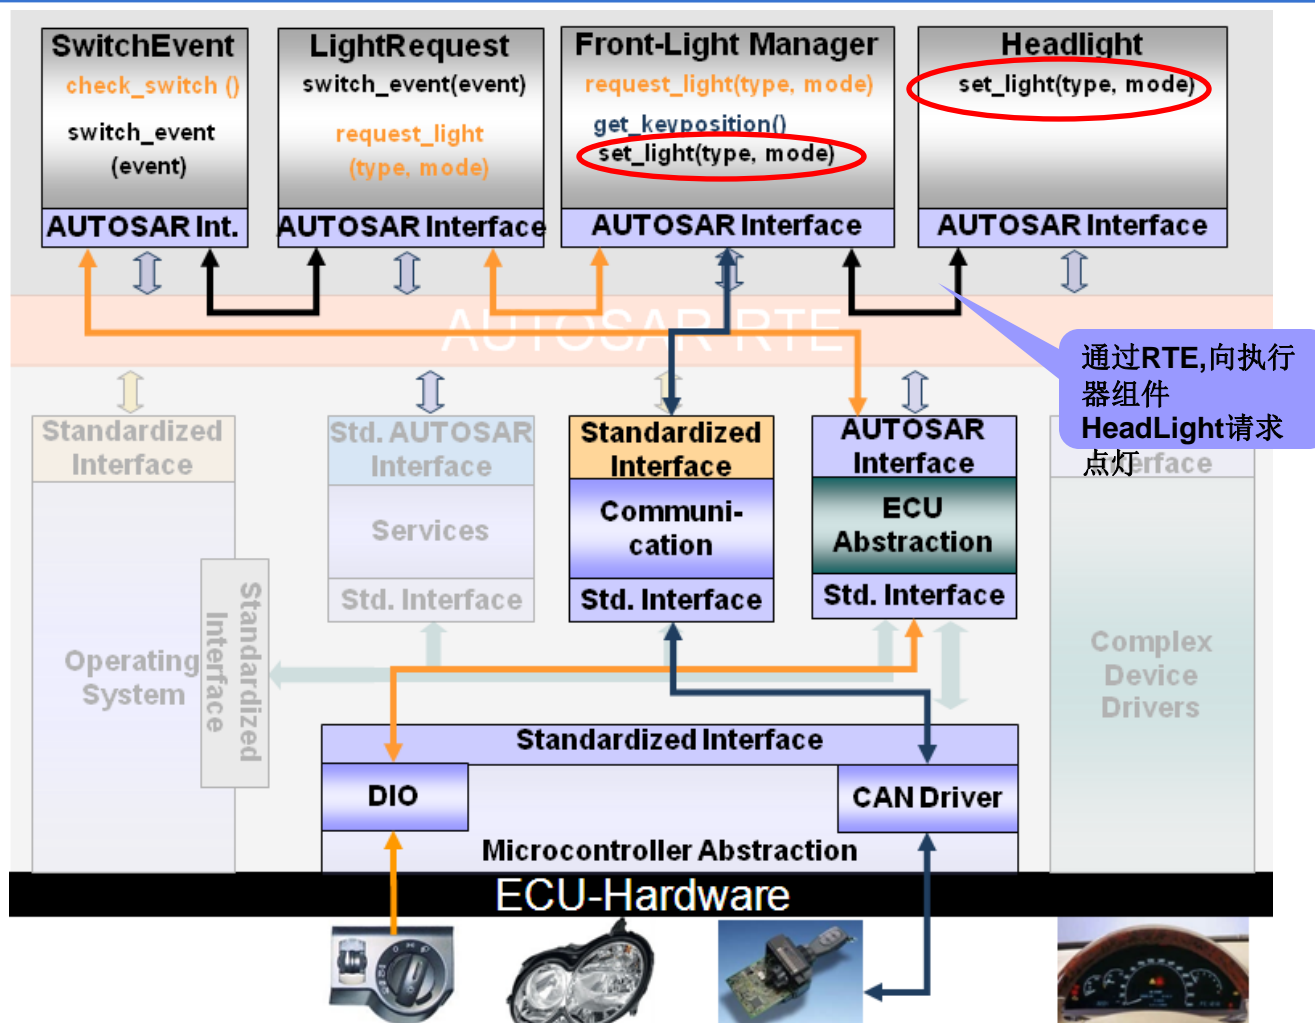 SwitchEvent
check_switch ()
switch_event
(event)
AUTOSAR Int.
LightRequest
switch_event(event)
request_light
(type, mode)
AUTOSAR Interface
Front-Light Manager
request_light(type, mode)
get_keyposition()
set_light(type, mode)
AUTOSAR Interface
Headlight
set_light(type, mode)
AUTOSAR Interface
AUTOSAR RTE
通过RTE,向执行
器组件
HeadLight请求
点灯
Standardized
Interface
Operating
System
Standardized
Interface
Std. AUTOSAR
Interface
Services
Std. Interface
Standardized
Interface
Communi-
cation
Std. Interface
AUTOSAR
Interface
ECU
Abstraction
Std. Interface
erface
Complex
Device
Drivers
Standardized Interface
DIO
CAN Driver
Microcontroller Abstraction
ECU-Hardware